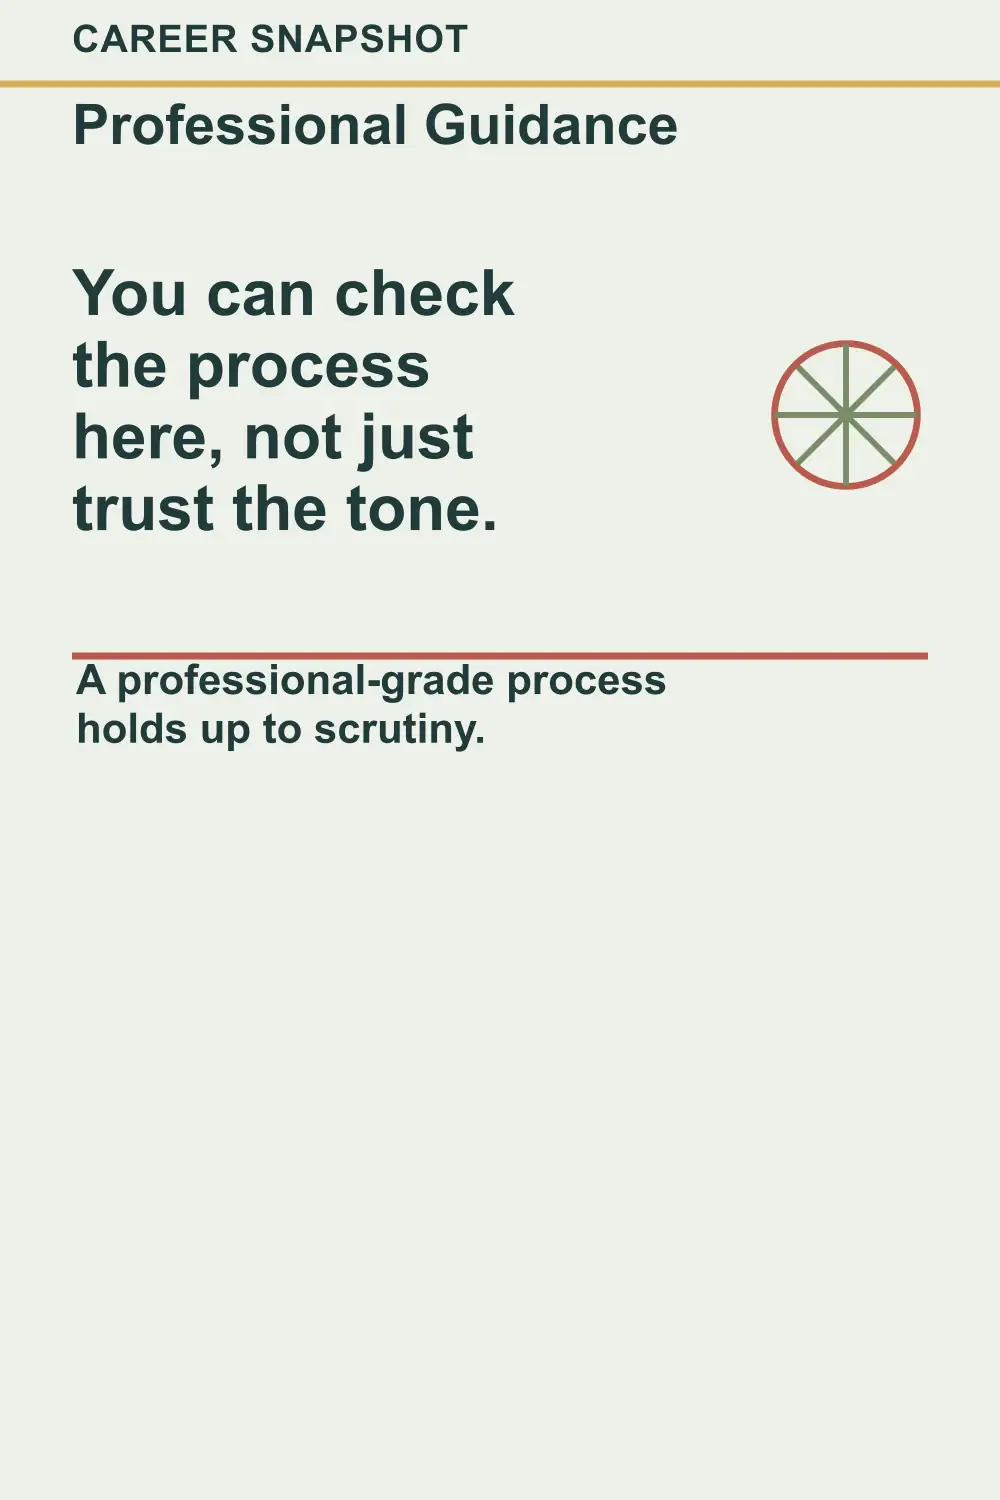 CAREER SNAPSHOT
Professional Guidance
You can check
the process
here, not just
trust the tone.
A professional-grade process
holds up to scrutiny.